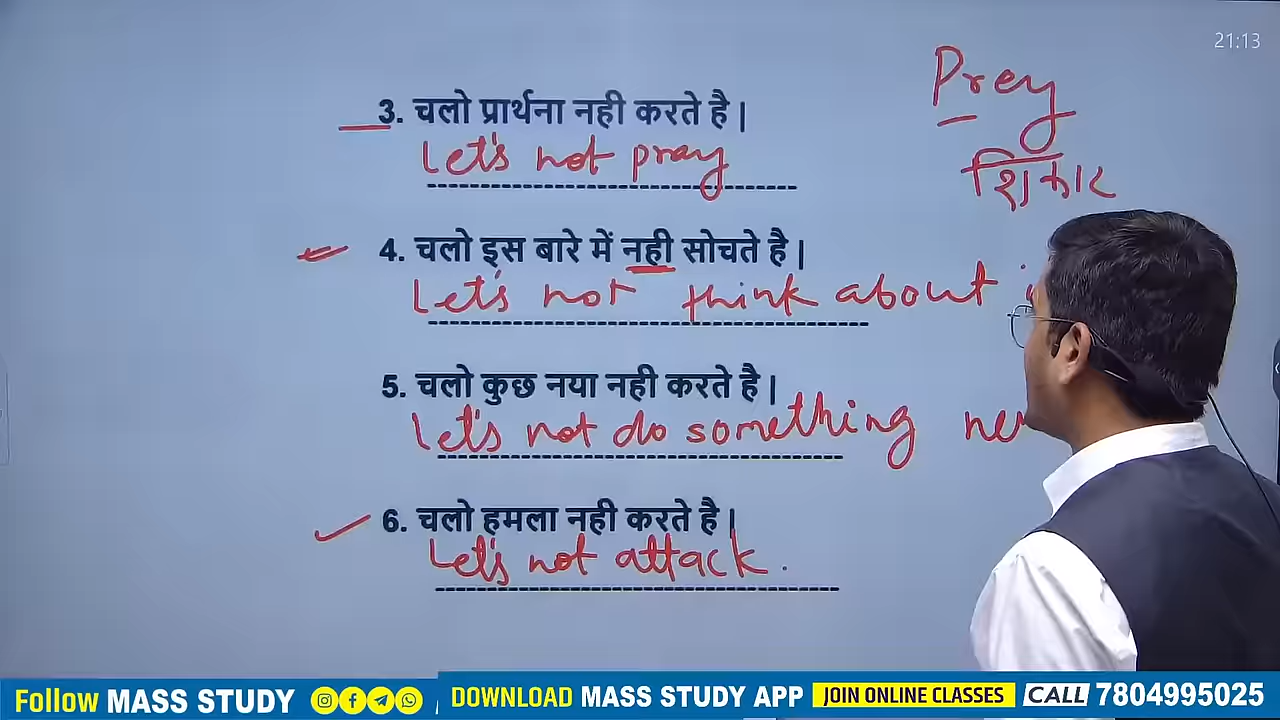 21:13
Prey
शिकार
3. चलो प्रार्थना नही करते है |
Let's not pray
4. चलो इस बारे में नही सोचते है |
Let's not think about
5. चलो कुछ नया नही करते है |
Let's not do something
6. चलो हमला नही करते है |
Let's not attack.
Follow MASS STUDY
DOWNLOAD MASS STUDY APP JOIN ONLINE CLASSES CALL 7804995025